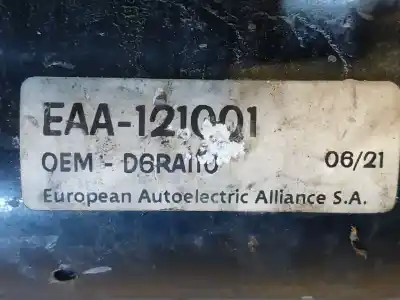 EAA-121001
OEM - D6RA110 06/21
European Autoelectric Alliance S.A.